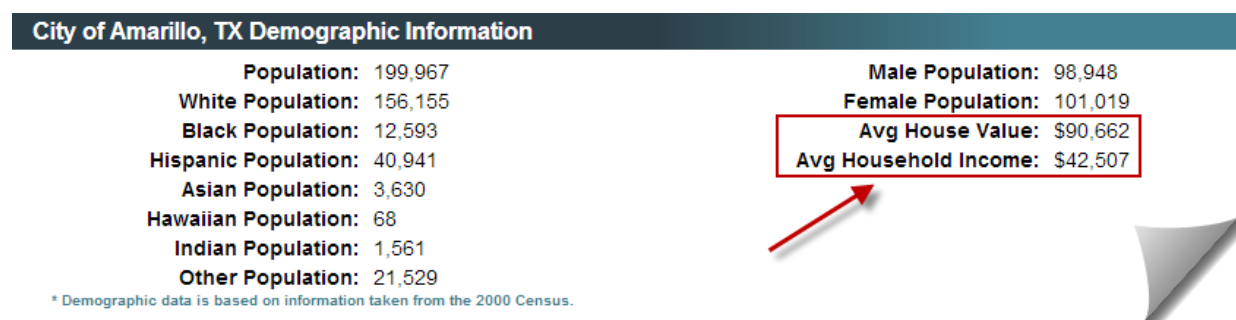 City of Amarillo, TX Demographic Information
Population: 199,967
White Population: 156,155
Black Population: 12,593
Hispanic Population: 40,941
Asian Population: 3,630
Hawaiian Population: 68
Indian Population: 1,561
Other Population: 21,529
* Demographic data is based on information taken from the 2000 Census.
Male Population: 98,948
Female Population: 101,019
Avg House Value: $90,662
Avg Household Income: $42,507